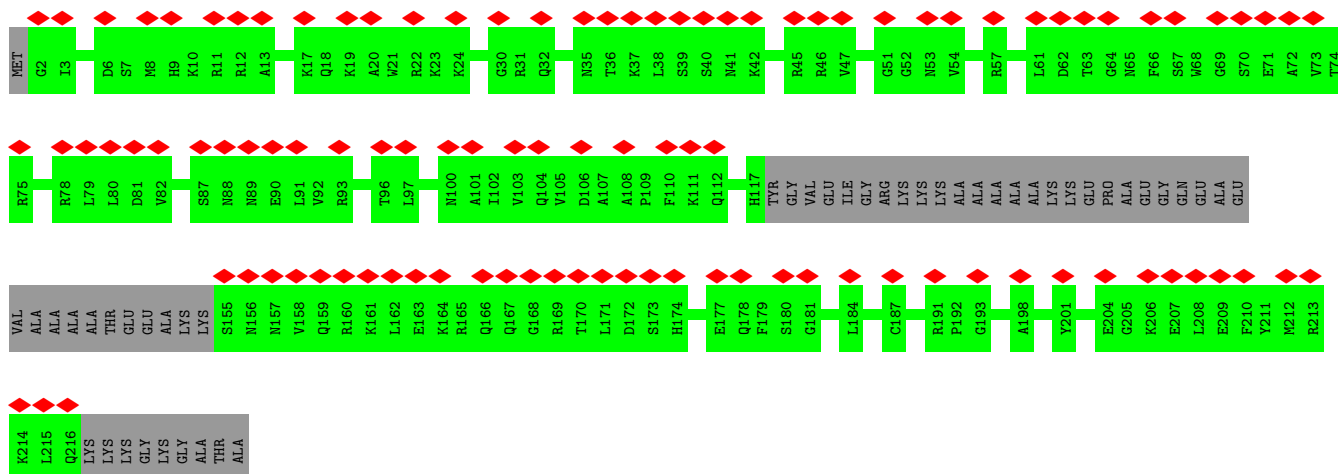 MET G2 I3 D6 S7 M8 H9 K10 R11 R12 A13 K17 Q18 K19 A20 W21 R22 K23 K24 G30 R31 Q32 N35 T36 K37 L38 S39 S40 N41 K42 R45 R46 V47 G51 G52 N53 V54 R57 L61 D62 T63 G64 N65 F66 S67 W68 G69 S70 E71 A72 V73 T74
R75 R78 L79 L80 D81 V82 S87 N88 N89 E90 L91 V92 R93 T96 L97 N100 A101 I102 V103 Q104 V105 D106 A107 A108 P109 F110 K111 Q112 H117 TYR GLY VAL GLU ILE GLY ARG LYS LYS LYS ALA ALA ALA ALA ALA LYS LYS GLU PRO ALA GLU GLY GLN GLU ALA GLU
VAL ALA ALA ALA ALA THR GLU GLU ALA LYS LYS S155 N156 N157 V158 Q159 R160 K161 L162 E163 K164 R165 Q166 Q167 G168 R169 T170 L171 D172 S173 H174 E177 Q178 F179 S180 G181 L184 C187 R191 P192 G193 A198 Y201 E204 G205 K206 E207 L208 E209 F210 Y211 M212 R213
K214 L215 Q216 LYS LYS LYS GLY LYS GLY ALA THR ALA